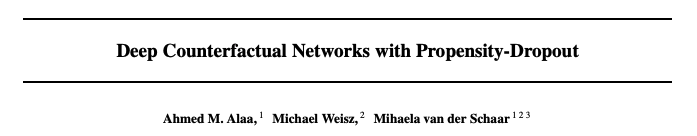 Deep Counterfactual Networks with Propensity-Dropout
Ahmed M. Alaa, 1 Michael Weisz, 2 Mihaela van der Schaar 1 2 3